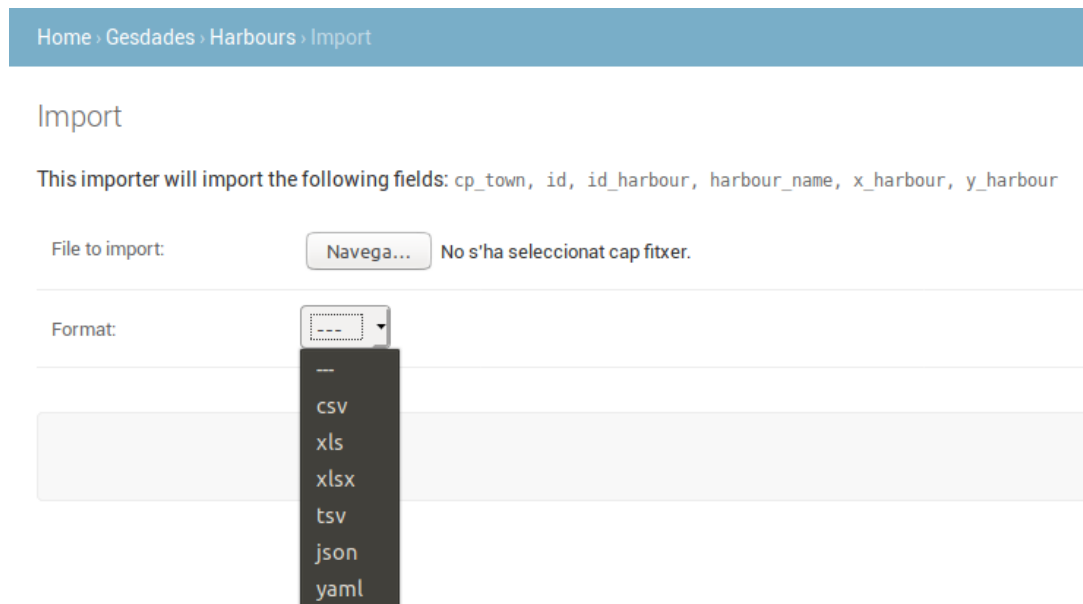 Home › Gesdades › Harbours › Import
Import
This importer will import the following fields: cp_town, id, id_harbour, harbour_name, x_harbour, y_harbour
File to import: Navega... No s'ha seleccionat cap fitxer.
Format: ---
---
csv
xls
xlsx
tsv
json
yaml